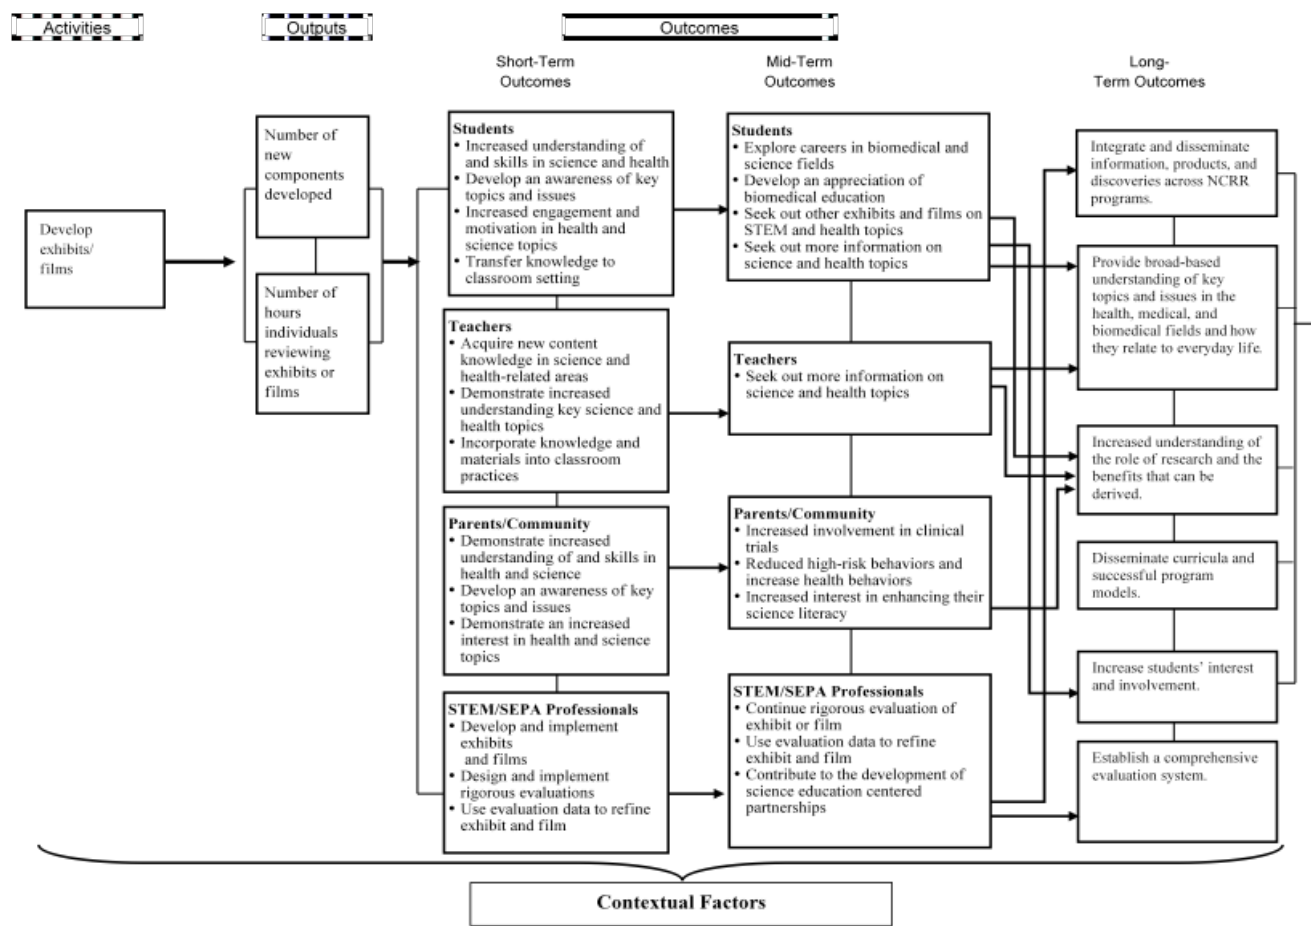 Activities
Outputs
Outcomes
Short-Term
Outcomes
Mid-Term
Outcomes
Long-
Term Outcomes
Develop
exhibits/
films
Number of
new
components
developed
Number of
hours
individuals
reviewing
exhibits or
films
Students
• Increased understanding of
and skills in science and health
• Develop an awareness of key
topics and issues
• Increased engagement and
motivation in health and
science topics
• Transfer knowledge to
classroom setting
Teachers
• Acquire new content
knowledge in science and
health-related areas
• Demonstrate increased
understanding key science and
health topics
• Incorporate knowledge and
materials into classroom
practices
Parents/Community
• Demonstrate increased
understanding of and skills in
health and science
• Develop an awareness of key
topics and issues
• Demonstrate an increased
interest in health and science
topics
STEM/SEPA Professionals
• Develop and implement
exhibits
and films
• Design and implement
rigorous evaluations
• Use evaluation data to refine
exhibit and film
Students
• Explore careers in biomedical and
science fields
• Develop an appreciation of
biomedical education
• Seek out other exhibits and films on
STEM and health topics
• Seek out more information on
science and health topics
Teachers
• Seek out more information on
science and health topics
Parents/Community
• Increased involvement in clinical
trials
• Reduced high-risk behaviors and
increase health behaviors
• Increased interest in enhancing their
science literacy
STEM/SEPA Professionals
• Continue rigorous evaluation of
exhibit or film
• Use evaluation data to refine
exhibit and film
• Contribute to the development of
science education centered
partnerships
Integrate and disseminate
information, products, and
discoveries across NCRR
programs.
Provide broad-based
understanding of key
topics and issues in the
health, medical, and
biomedical fields and how
they relate to everyday life.
Increased understanding of
the role of research and the
benefits that can be
derived.
Disseminate curricula and
successful program
models.
Increase students’ interest
and involvement.
Establish a comprehensive
evaluation system.
Contextual Factors